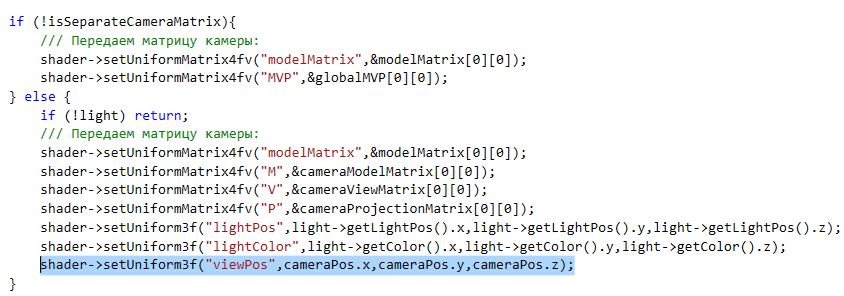 if (!isSeparateCameraMatrix){
/// Передаем матрицу камеры:
shader->setUniformMatrix4fv("modelMatrix",&modelMatrix[0][0]);
shader->setUniformMatrix4fv("MVP",&globalMVP[0][0]);
} else {
if (!light) return;
/// Передаем матрицу камеры:
shader->setUniformMatrix4fv("modelMatrix",&modelMatrix[0][0]);
shader->setUniformMatrix4fv("M",&cameraModelMatrix[0][0]);
shader->setUniformMatrix4fv("V",&cameraViewMatrix[0][0]);
shader->setUniformMatrix4fv("P",&cameraProjectionMatrix[0][0]);
shader->setUniform3f("lightPos",light->getLightPos().x,light->getLightPos().y,light->getLightPos().z);
shader->setUniform3f("lightColor",light->getColor().x,light->getColor().y,light->getColor().z);
shader->setUniform3f("viewPos",cameraPos.x,cameraPos.y,cameraPos.z);
}